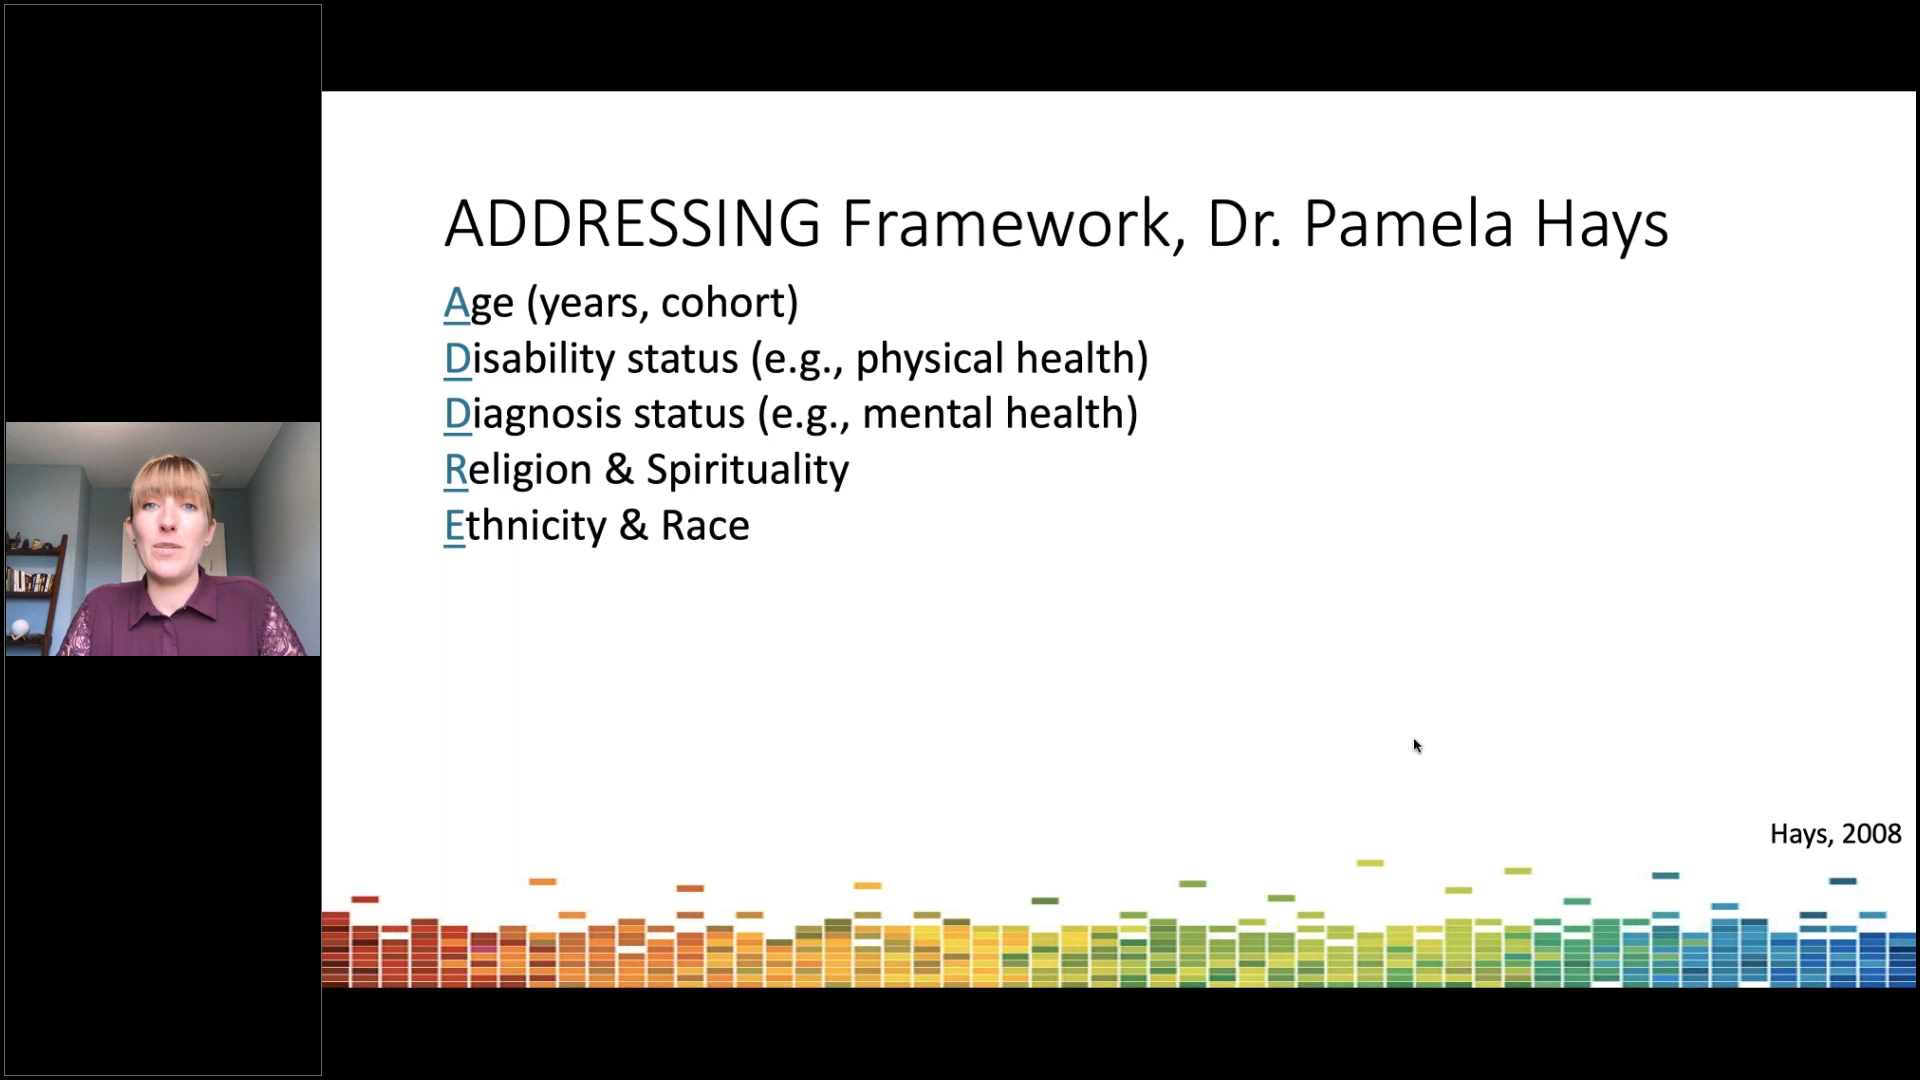 ADDRESSING Framework, Dr. Pamela Hays
Age (years, cohort)
Disability status (e.g., physical health)
Diagnosis status (e.g., mental health)
Religion & Spirituality
Ethnicity & Race
Hays, 2008